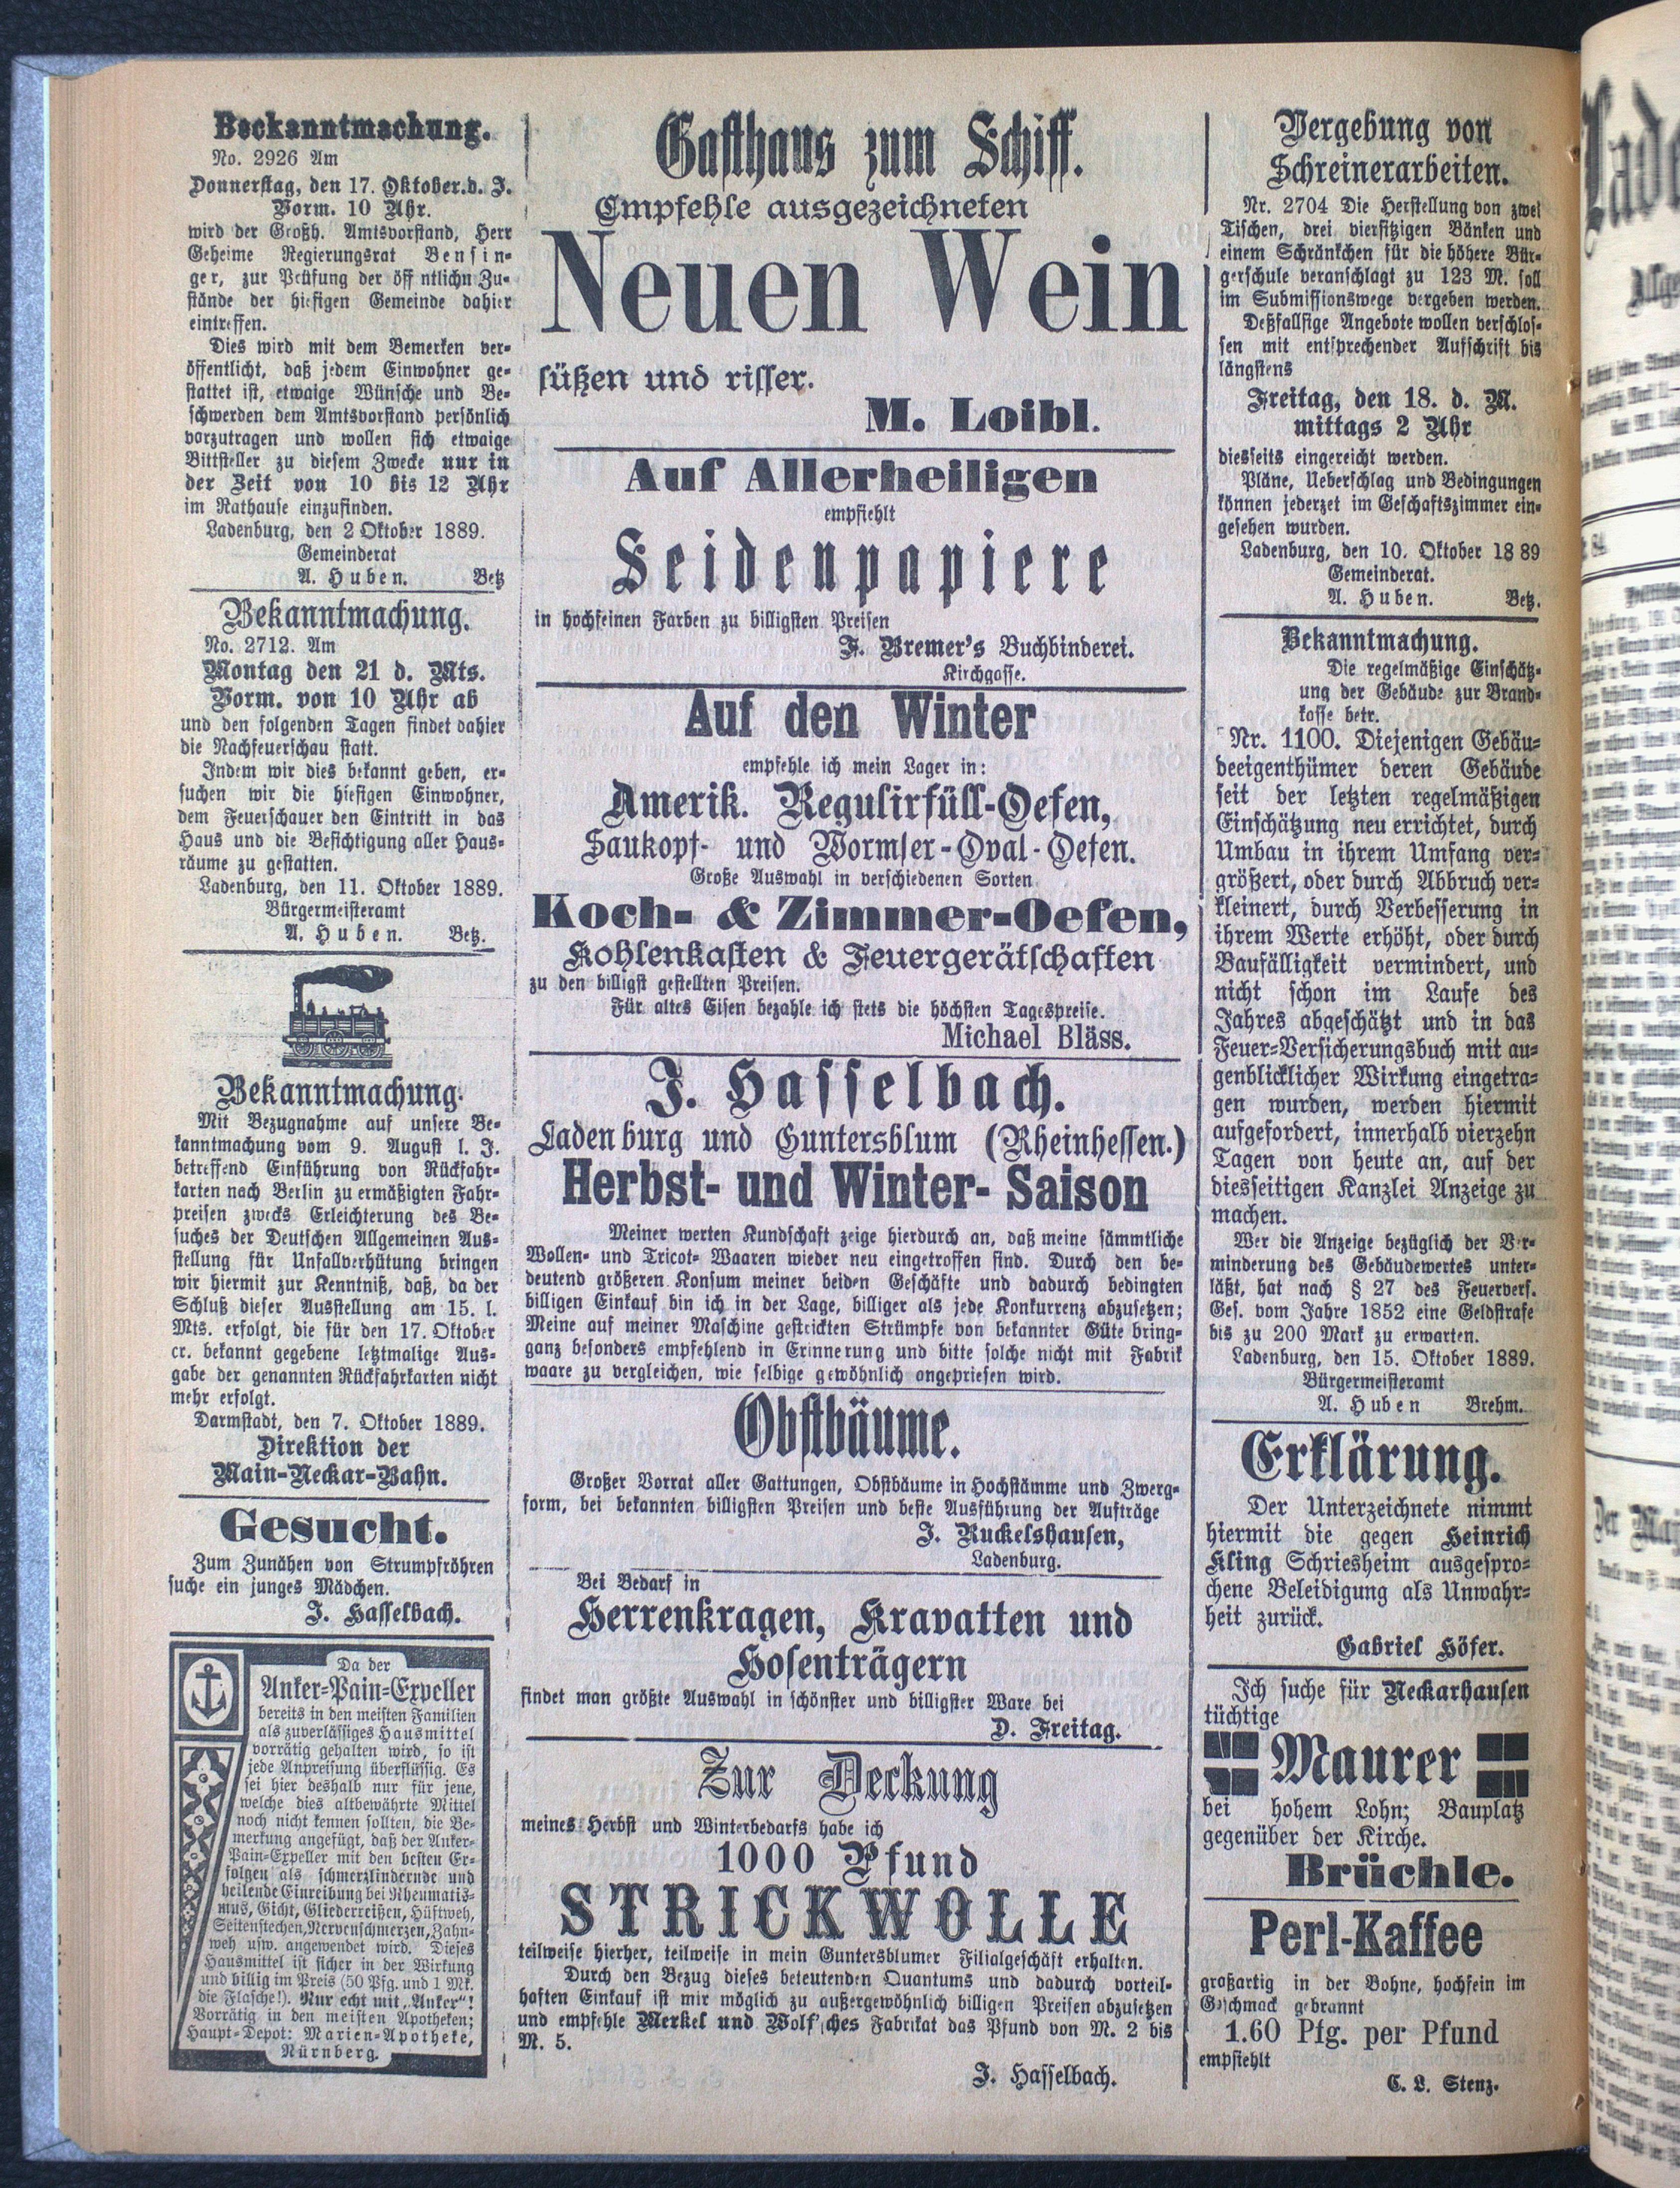 Beckanntmachung.
No. 2926 Am
Donnerstag, den 17. Oktober.d. J.
Vorm. 10 Uhr.
wird der Großh. Amtsvorstand, Herr
Geheime Regierungsrat Bensin-
ger, zur Prüfung der öff ntlichn Zu-
stände der hiesigen Gemeinde dahier
eintreffen.
Dies wird mit dem Bemerken ver-
öffentlicht, daß jedem Einwohner ge-
stattet ist, etwaige Wünsche und Be-
schwerden dem Amtsvorstand persönlich
vorzutragen und wollen sich etwaige
Bittsteller zu diesem Zwecke nur in
der Zeit von 10 bis 12 Uhr
im Rathause einzufinden.
Ladenburg, den 2 Oktober 1889.
Gemeinderat
A. Huben. Betz
Bekanntmachung.
No. 2712. Am
Montag den 21 d. Mts.
Vorm. von 10 Uhr ab
und den folgenden Tagen findet dahier
die Nachfeuerschau statt.
Indem wir dies bekannt geben, er-
suchen wir die hiesigen Einwohner,
dem Feuerschauer den Eintritt in das
Haus und die Besichtigung aller Haus-
räume zu gestatten.
Ladenburg, den 11. Oktober 1889.
Bürgermeisteramt
A. Huben. Betz.
Bekanntmachung.
Mit Bezugnahme auf unsere Be-
kanntmachung vom 9. August l. J.
betreffend Einführung von Rückfahr-
karten nach Berlin zu ermäßigten Fahr-
preisen zwecks Erleichterung des Be-
suches der Deutschen Allgemeinen Aus-
stellung für Unfallverhütung bringen
wir hiermit zur Kenntniß, daß, da der
Schluß dieser Ausstellung am 15. l.
Mts. erfolgt, die für den 17. Oktober
cr. bekannt gegebene letztmalige Aus-
gabe der genannten Rückfahrkarten nicht
mehr erfolgt.
Darmstadt, den 7. Oktober 1889.
Direktion der
Main-Neckar-Bahn.
Gesucht.
Zum Zunähen von Strumpfröhren
suche ein junges Mädchen.
J. Hasselbach.
Da der
Anker-Pain-Expeller
bereits in den meisten Familien
als zuverlässiges Hausmittel
vorrätig gehalten wird, so ist
jede Anpreisung überflüssig. Es
sei hier deshalb nur für jene,
welche dies altbewährte Mittel
noch nicht kennen sollten, die Be-
merkung angefügt, daß der Anker-
Pain-Expeller mit den besten Er-
folgen als schmerzlindernde und
heilende Einreibung bei Rheumatis-
mus, Gicht, Gliederreißen, Hüftweh,
Seitenstechen, Nervenschmerzen, Zahn-
weh usw. angewendet wird. Dieses
Hausmittel ist sicher in der Wirkung
und billig im Preis (50 Pfg. und 1 Mk.
die Flasche!). Nur echt mit „Anker“!
Vorrätig in den meisten Apotheken;
Haupt-Depot: Marien-Apotheke,
Nürnberg.
Gasthaus zum Schiff.
Empfehle ausgezeichneten
Neuen Wein
süßen und risser.
M. Loibl.
Auf Allerheiligen
empfiehlt
Seidenpapiere
in hochfeinen Farben zu billigsten Preisen
F. Bremer's Buchbinderei.
Kirchgasse.
Auf den Winter
empfehle ich mein Lager in:
Amerik. Regulirfüll-Oefen,
Saukopf- und Wormser-Oval-Oefen.
Große Auswahl in verschiedenen Sorten
Koch- & Zimmer-Oefen,
Kohlenkasten & Feuergerätschaften
zu den billigst gestellten Preisen.
Für altes Eisen bezahle ich stets die höchsten Tagespreise.
Michael Bläss.
J. Hasselbach.
Ladenburg und Guntersblum (Rheinhessen.)
Herbst- und Winter- Saison
Meiner werten Kundschaft zeige hierdurch an, daß meine sämmtliche
Wollen- und Tricot- Waaren wieder neu eingetroffen sind. Durch den be-
deutend größeren Konsum meiner beiden Geschäfte und dadurch bedingten
billigen Einkauf bin ich in der Lage, billiger als jede Konkurrenz abzusetzen;
Meine auf meiner Maschine gestrickten Strümpfe von bekannter Güte bring-
ganz besonders empfehlend in Erinnerung und bitte solche nicht mit Fabrik
waare zu vergleichen, wie selbige gewöhnlich angepriesen wird.
Obstbäume.
Großer Vorrat aller Gattungen, Obstbäume in Hochstämme und Zwerg-
form, bei bekannten billigsten Preisen und beste Ausführung der Aufträge
J. Ruckelshausen,
Ladenburg.
Bei Bedarf in
Herrenkragen, Kravatten und
Hosenträgern
findet man größte Auswahl in schönster und billigster Ware bei
D. Freitag.
Zur Deckung
meines Herbst und Winterbedarfs habe ich
1000 Pfund
STRICKWOLLE
teilweise hierher, teilweise in mein Guntersblumer Filialgeschäft erhalten.
Durch den Bezug dieses beteutenden Quantums und dadurch vorteil-
haften Einkauf ist mir möglich zu außergewöhnlich billigen Preisen abzusetzen
und empfehle Merkel und Wolf'sches Fabrikat das Pfund von M. 2 bis
M. 5.
J. Hasselbach.
Vergebung von
Schreinerarbeiten.
Nr. 2704 Die Herstellung von zwei
Tischen, drei viersitzigen Bänken und
einem Schränkchen für die höhere Bür-
gerschule veranschlagt zu 123 M. soll
im Submissionswege vergeben werden.
Deßfallsige Angebote wollen verschlos-
sen mit entsprechender Aufschrift bis
längstens
Freitag, den 18. d. M.
mittags 2 Uhr
diesseits eingereicht werden.
Pläne, Ueberschlag und Bedingungen
können jederzet im Geschaftszimmer ein-
gesehen wurden.
Ladenburg, den 10. Oktober 18 89
Gemeinderat.
A. Huben. Betz.
Bekanntmachung.
Die regelmäßige Einschätz-
ung der Gebäude zur Brand-
kasse betr.
Nr. 1100. Diejenigen Gebäu-
deeigenthümer deren Gebäude
seit der letzten regelmäßigen
Einschätzung neu errichtet, durch
Umbau in ihrem Umfang ver-
größert, oder durch Abbruch ver-
kleinert, durch Verbesserung in
ihrem Werte erhöht, oder durch
Baufälligkeit vermindert, und
nicht schon im Laufe des
Jahres abgeschätzt und in das
Feuer-Versicherungsbuch mit au-
genblicklicher Wirkung eingetra-
gen wurden, werden hiermit
aufgefordert, innerhalb vierzehn
Tagen von heute an, auf der
diesseitigen Kanzlei Anzeige zu
machen.
Wer die Anzeige bezüglich der Ver-
minderung des Gebäudewertes unter-
läßt, hat nach § 27 des Feuervers.
Ges. vom Jahre 1852 eine Geldstrafe
bis zu 200 Mark zu erwarten.
Ladenburg, den 15. Oktober 1889.
Bürgermeisteramt
A. Huben Brehm.
Erklärung.
Der Unterzeichnete nimmt
hiermit die gegen Heinrich
Kling Schriesheim ausgespro-
chene Beleidigung als Unwahr-
heit zurück.
Gabriel Höfer.
Ich suche für Neckarhausen
tüchtige
Maurer
bei hohem Lohn; Bauplatz
gegenüber der Kirche.
Brüchle.
Perl-Kaffee
großartig in der Bohne, hochfein im
Geschmack gebrannt
1.60 Pfg. per Pfund
empfiehlt
C. L. Stenz.